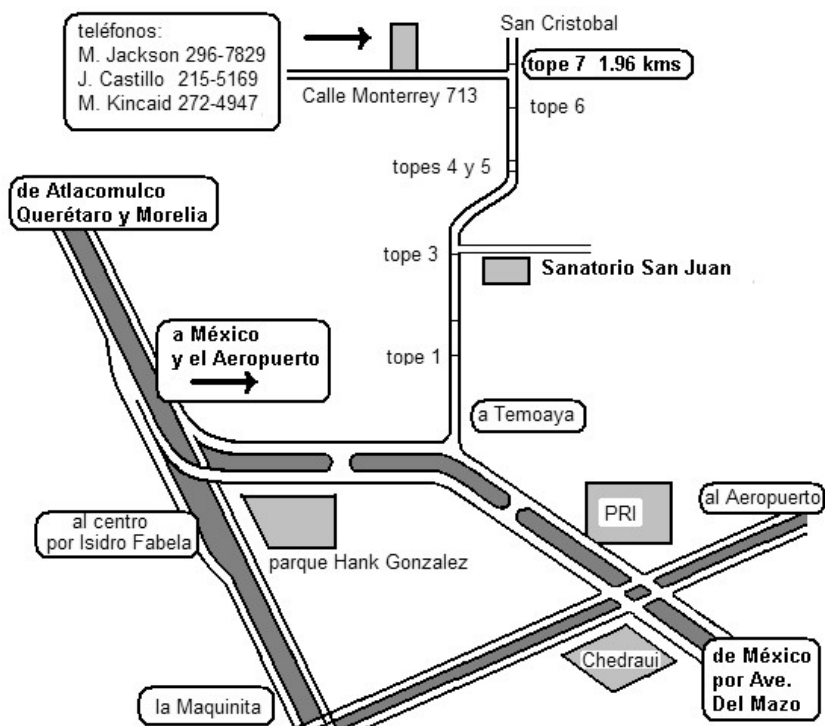 teléfonos:
M. Jackson 296-7829
J. Castillo 215-5169
M. Kincaid 272-4947
San Cristobal
tope 7 1.96 kms
Calle Monterrey 713
tope 6
topes 4 y 5
de Atlacomulco
Querétaro y Morelia
tope 3
Sanatorio San Juan
a México
y el Aeropuerto
tope 1
a Temoaya
al Aeropuerto
PRI
al centro
por Isidro Fabela
parque Hank Gonzalez
Chedraui
de México
por Ave.
Del Mazo
la Maquinita